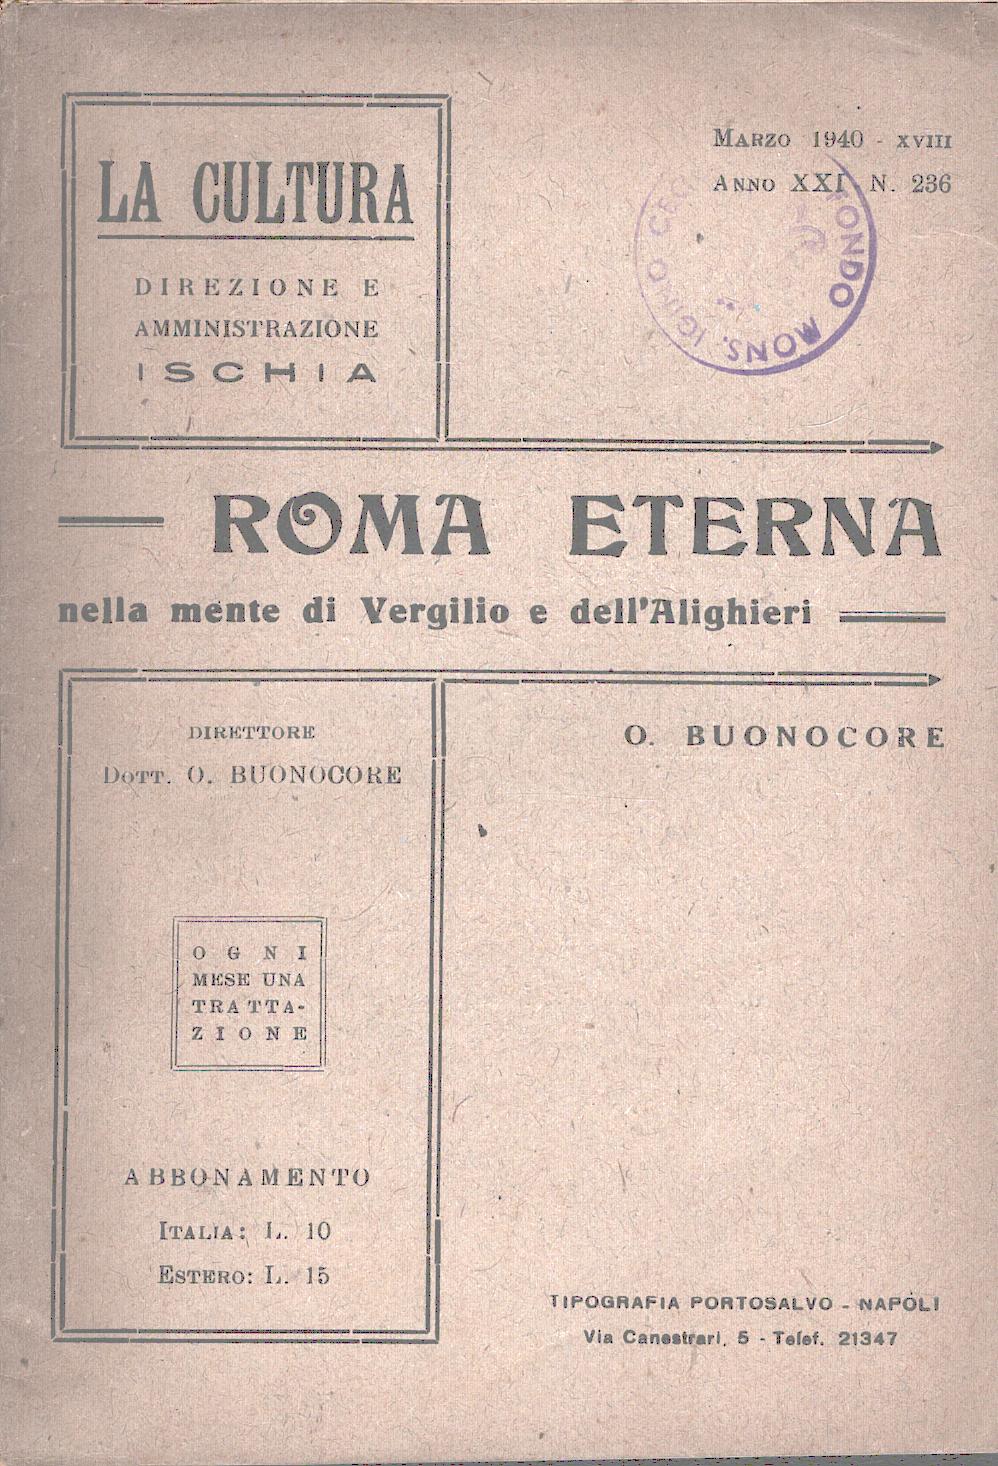 LA CULTURA
DIREZIONE E
AMMINISTRAZIONE
ISCHIA
MARZO 1940 - XVIII
ANNO XXI N. 236
FONDO MONS.
ROMA ETERNA
nella mente di Vergilio e dell'Alighieri
DIRETTORE
DOTT. O. BUONOCORE
O. BUONOCORE
OGNI
MESE UNA
TRATTA-
ZIONE
ABBONAMENTO
ITALIA: L. 10
ESTERO: L. 15
TIPOGRAFIA PORTOSALVO - NAPOLI
Via Canestrari, 5 - Telef. 21347